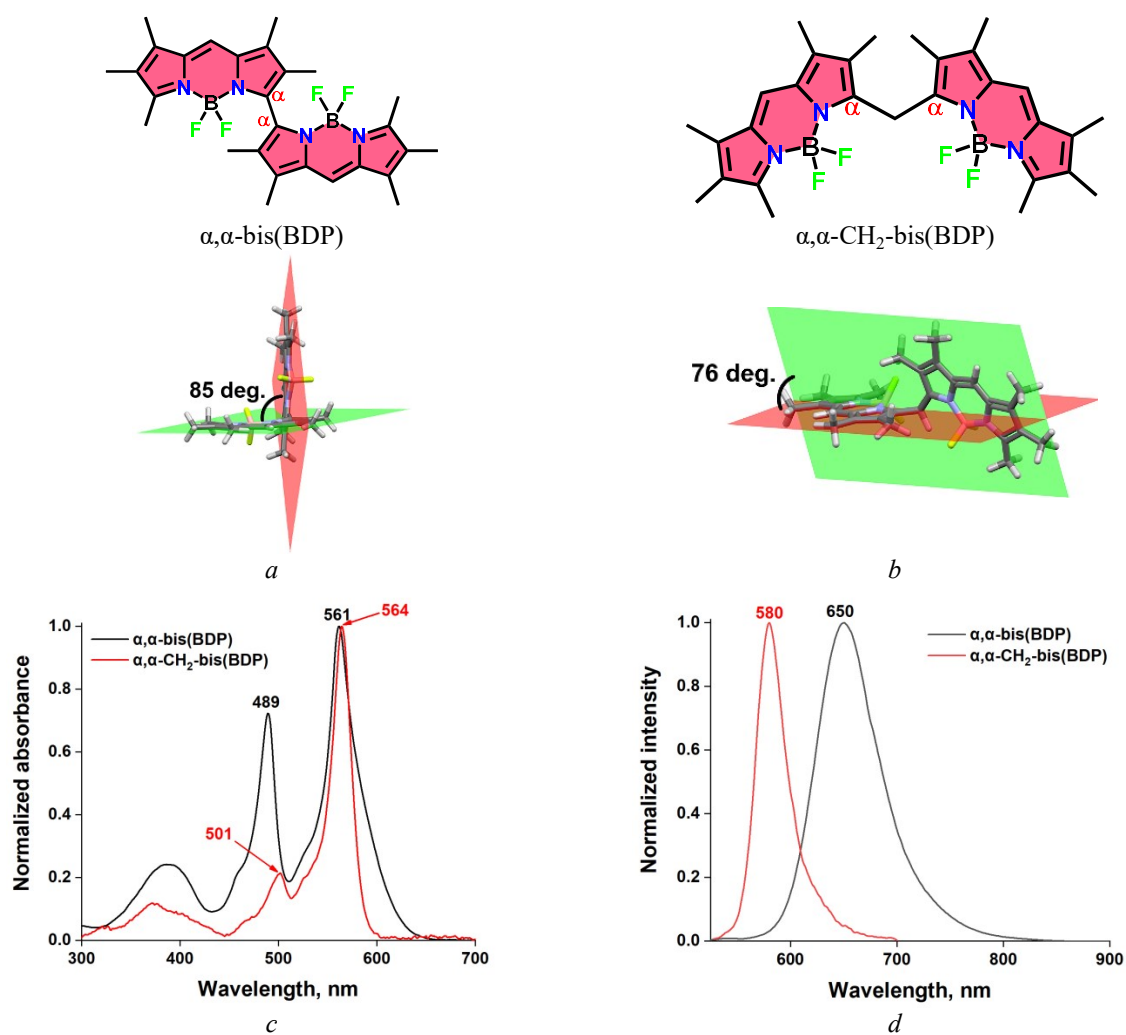 N
N
B
F
F
α
α
F
F
B
N
N
α,α-bis(BDP)
α
α
N
N
B
F
F
N
B
N
F
F
α,α-CH₂-bis(BDP)
85 deg.
a
76 deg.
b
α,α-bis(BDP)
α,α-CH₂-bis(BDP)
561
564
489
501
1.0
0.8
0.6
0.4
0.2
0.0
300 400 500 600 700
Normalized absorbance
Wavelength, nm
c
580 650
α,α-bis(BDP)
α,α-CH₂-bis(BDP)
1.0
0.8
0.6
0.4
0.2
0.0
600 700 800 900
Normalized intensity
Wavelength, nm
d